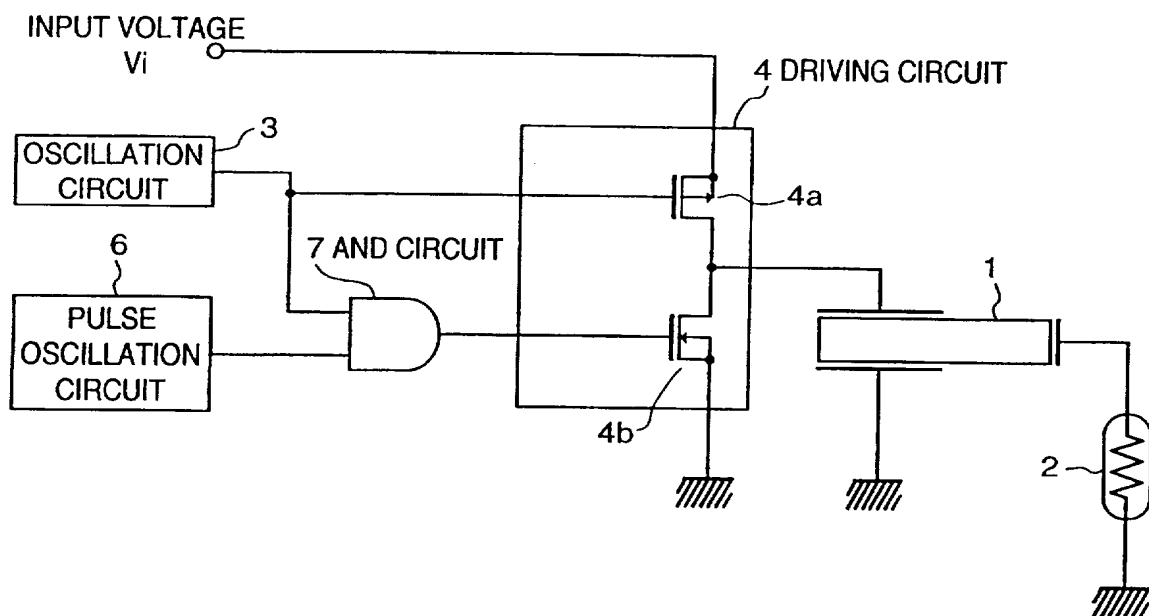 INPUT VOLTAGE
Vi
4 DRIVING CIRCUIT
3
OSCILLATION
CIRCUIT
4a
6
7 AND CIRCUIT
PULSE
OSCILLATION
CIRCUIT
1
4b
2